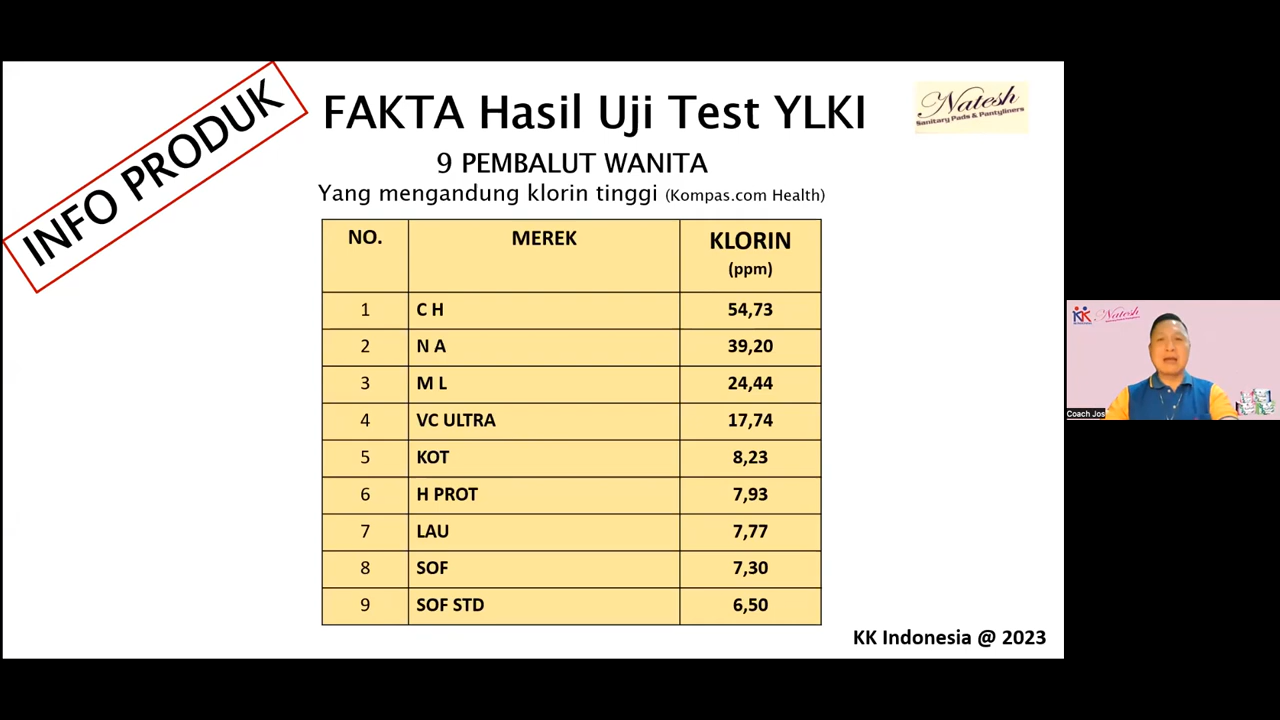 INFO PRODUK
FAKTA Hasil Uji Test YLKI
Natesh
Sanitary Pads & Pantyliners
9 PEMBALUT WANITA
Yang mengandung klorin tinggi (Kompas.com Health)
NO. MEREK KLORIN
(ppm)
1 C H 54,73
2 N A 39,20
3 M L 24,44
4 VC ULTRA 17,74
5 KOT 8,23
6 H PROT 7,93
7 LAU 7,77
8 SOF 7,30
9 SOF STD 6,50
KK Indonesia @ 2023
KK Natesh
Coach Jos